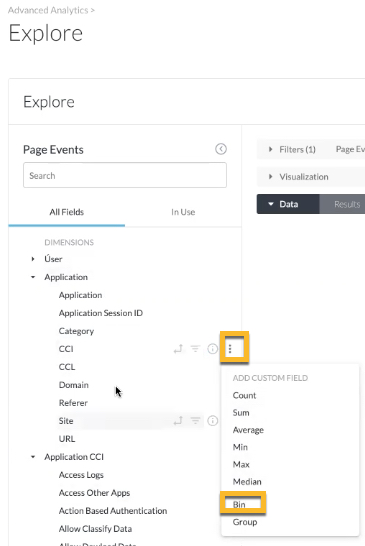 Advanced Analytics >
Explore
Explore
Page Events
Search
All Fields
In Use
DIMENSIONS
User
Application
Application
Application Session ID
Category
CCI
CCL
Domain
Referer
Site
URL
Application CCI
Access Logs
Access Other Apps
Action Based Authentication
Allow Classify Data
Filters (1)
Page Ev
Visualization
Data
Results
ADD CUSTOM FIELD
Count
Sum
Average
Min
Max
Median
Bin
Group